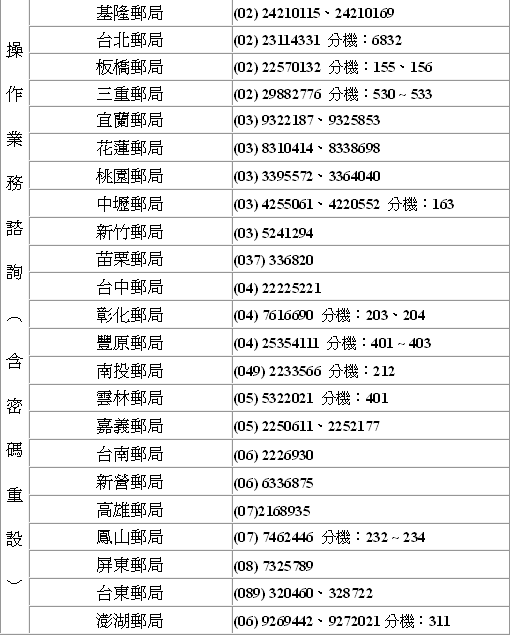 操作業務諮詢（含密碼重設）
基隆郵局 (02) 24210115、24210169
台北郵局 (02) 23114331 分機：6832
板橋郵局 (02) 22570132 分機：155、156
三重郵局 (02) 29882776 分機：530 ~ 533
宜蘭郵局 (03) 9322187、9325853
花蓮郵局 (03) 8310414、8338698
桃園郵局 (03) 3395572、3364040
中壢郵局 (03) 4255061、4220552 分機：163
新竹郵局 (03) 5241294
苗栗郵局 (037) 336820
台中郵局 (04) 22225221
彰化郵局 (04) 7616690 分機：203、204
豐原郵局 (04) 25354111 分機：401 ~ 403
南投郵局 (049) 2233566 分機：212
雲林郵局 (05) 5322021 分機：401
嘉義郵局 (05) 2250611、2252177
台南郵局 (06) 2226930
新營郵局 (06) 6336875
高雄郵局 (07)2168935
鳳山郵局 (07) 7462446 分機：232 ~ 234
屏東郵局 (08) 7325789
台東郵局 (089) 320460、328722
澎湖郵局 (06) 9269442、9272021 分機：311